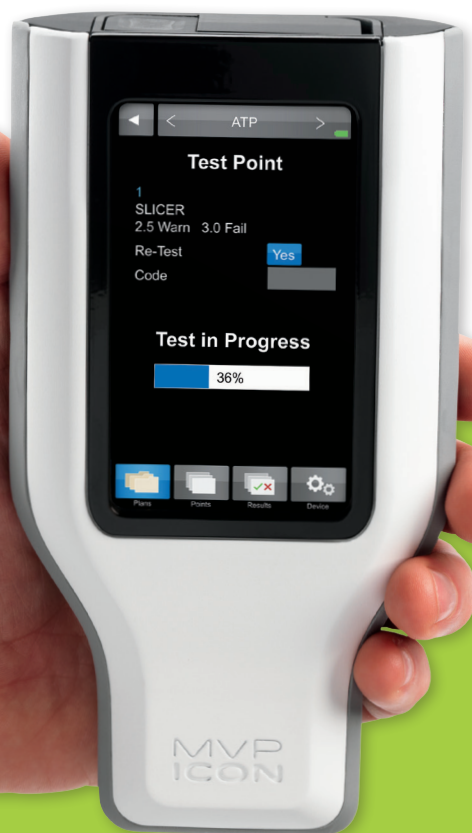 ATP
Test Point
1
SLICER
2.5 Warn 3.0 Fail
Re-Test Yes
Code
Test in Progress
36%
Plans Points Results Device
MVP
ICON